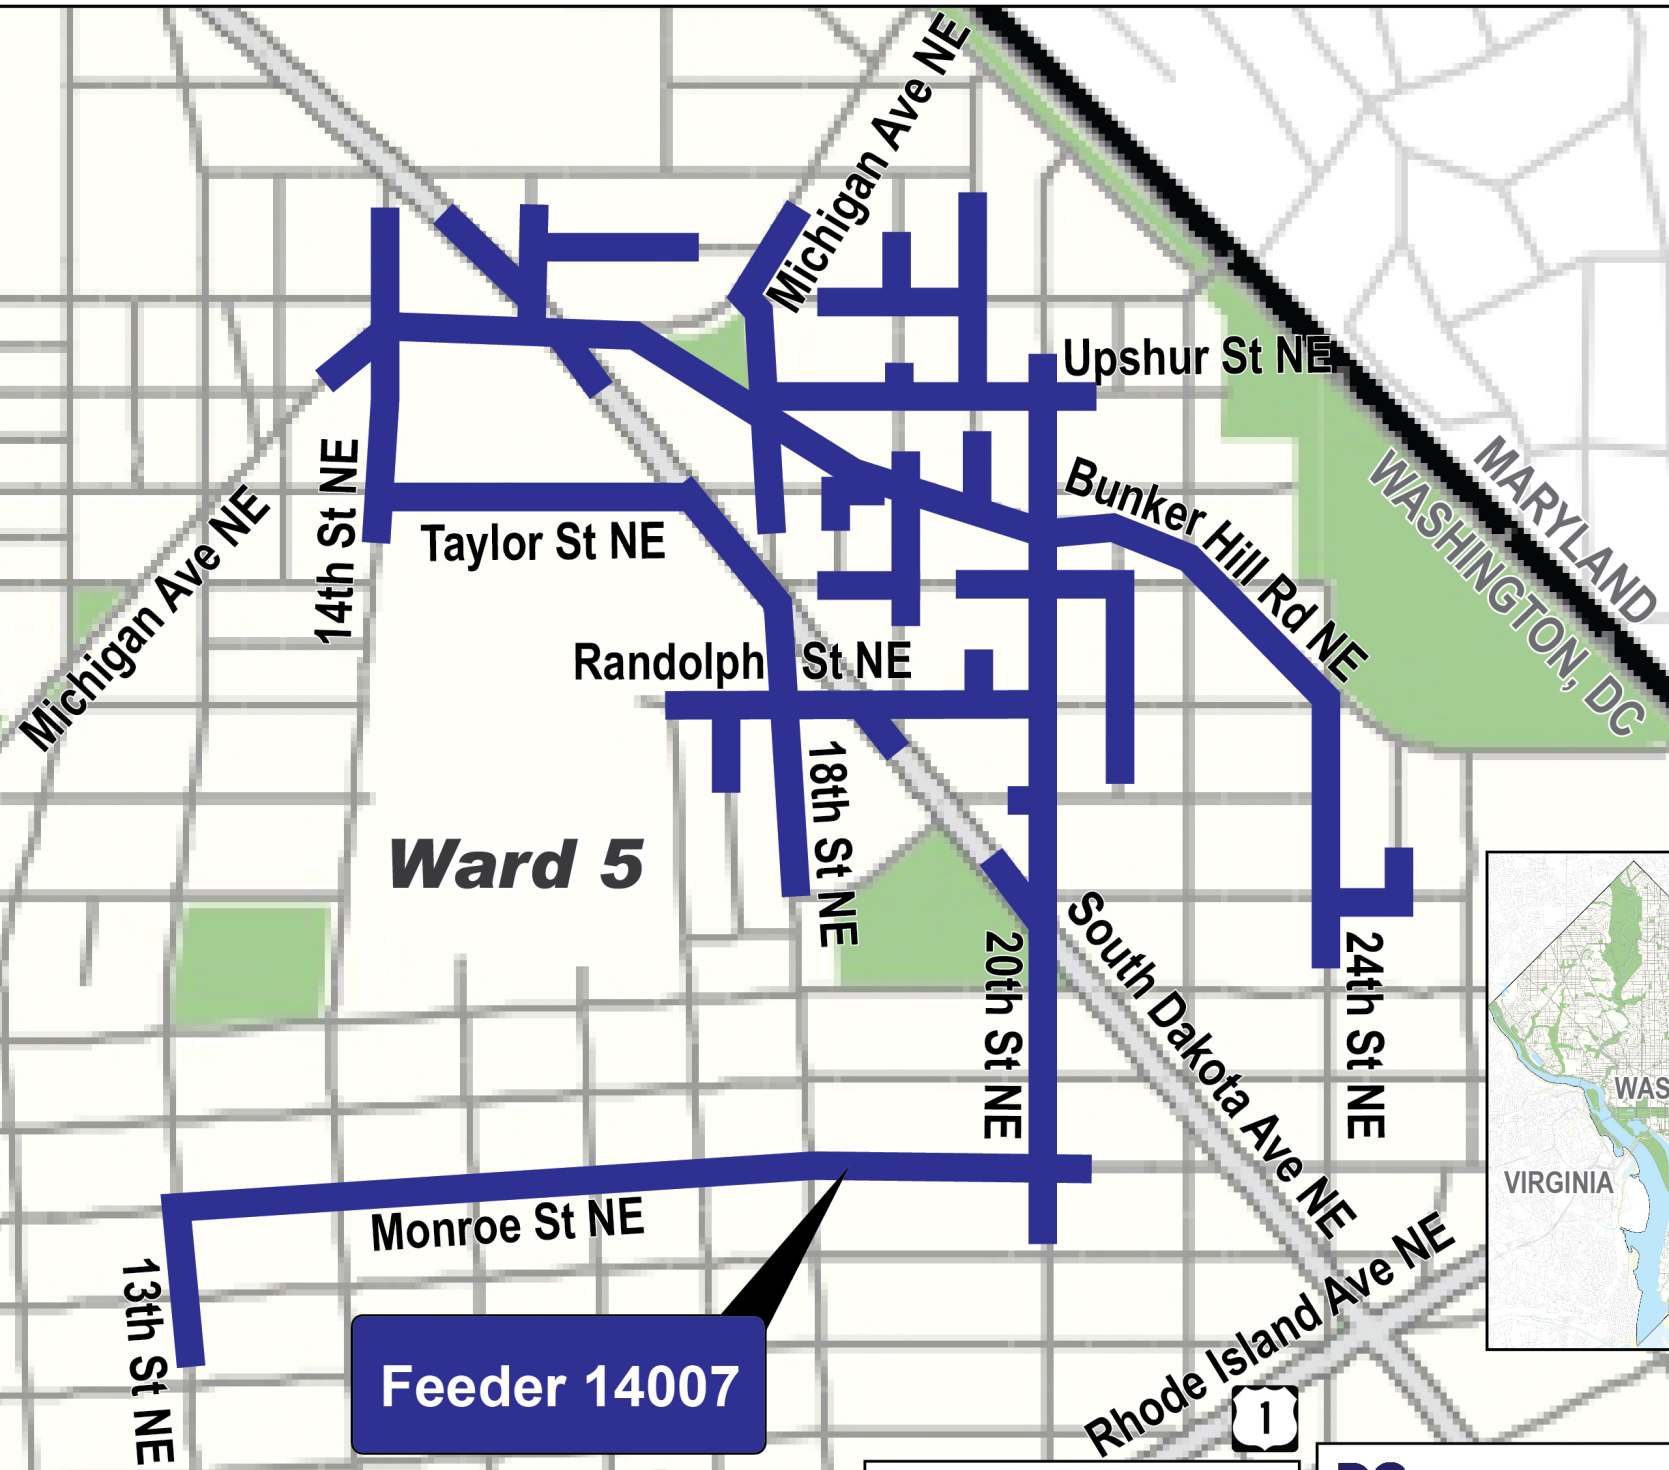 Michigan Ave NE
Upshur St NE
MARYLAND
WASHINGTON, DC
Bunker Hill Rd NE
14th St NE
Michigan Ave NE
Taylor St NE
Randolph St NE
18th St NE
Ward 5
South Dakota Ave NE
20th St NE
24th St NE
WAS
VIRGINIA
Monroe St NE
13th St NE
Rhode Island Ave NE
1
Feeder 14007